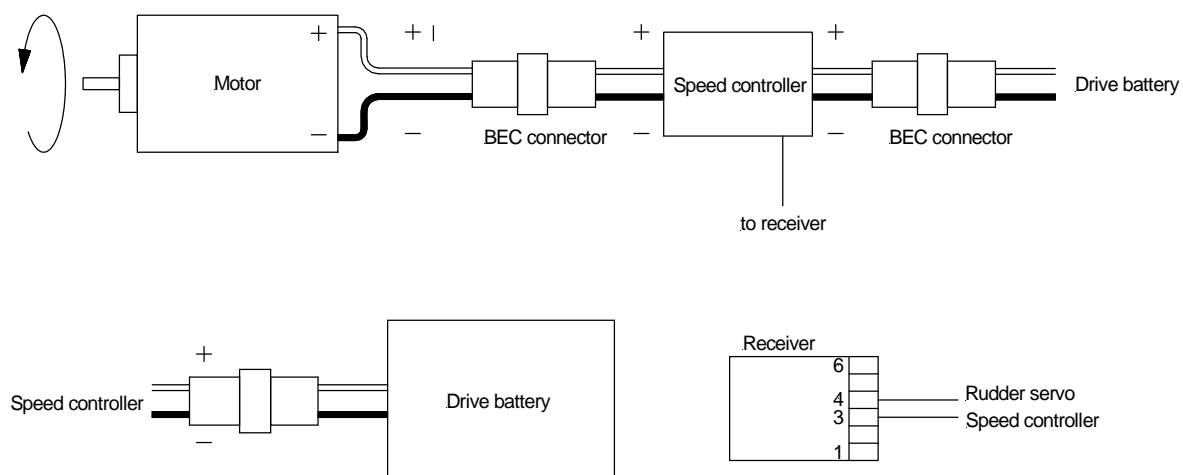 + + | + +
Motor
Speed controller
Drive battery
− − − −
BEC connector
BEC connector
to receiver
+
Receiver
6
Speed controller
Drive battery
4
Rudder servo
3
Speed controller
−
1